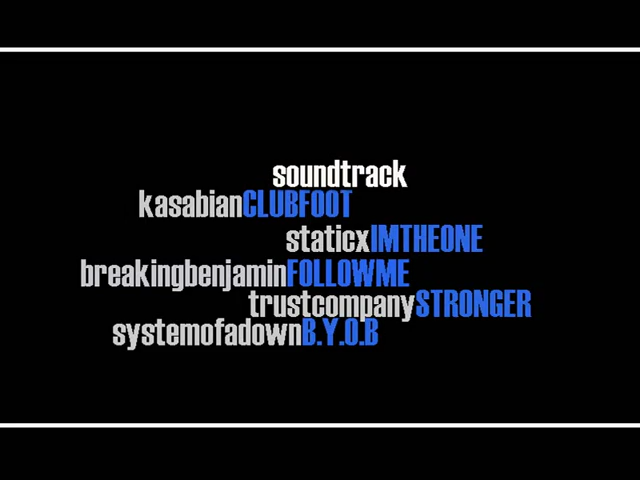 soundtrack
kasabianCLUBFOOT
staticxIMTHEONE
breakingbenjaminFOLLOWME
trustcompanySTRONGER
systemofadownB.Y.O.B